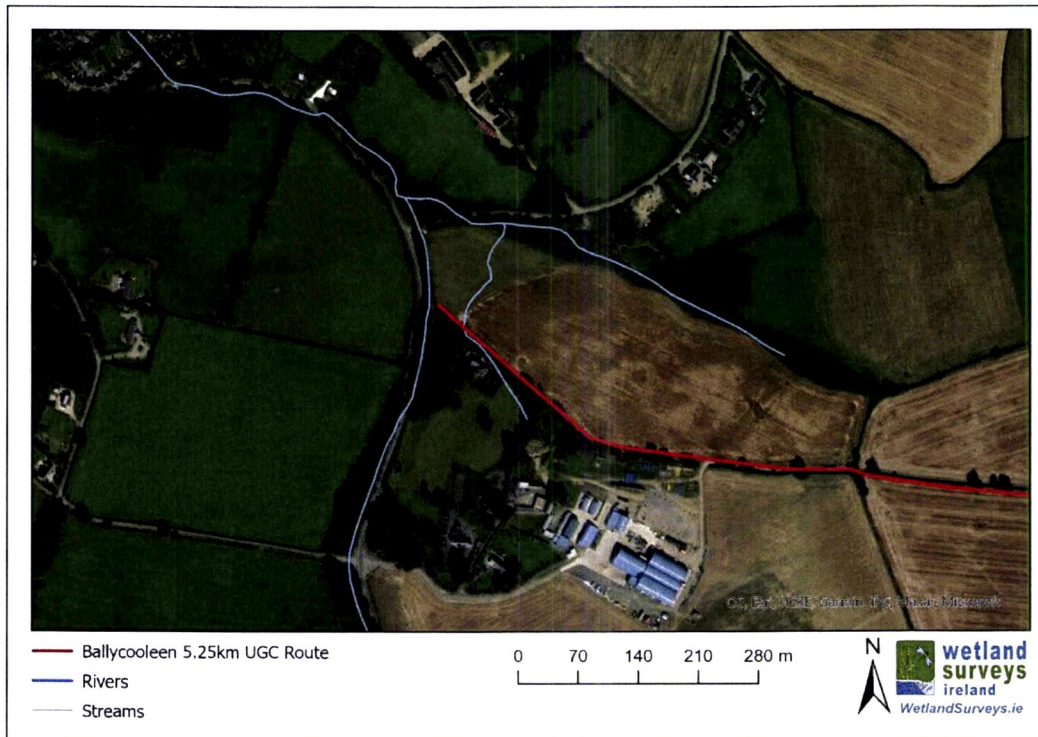 Ballycooleen 5.25km UGC Route
Rivers
Streams
0 70 140 210 280 m
N
wetland
surveys
ireland
WetlandSurveys.ie